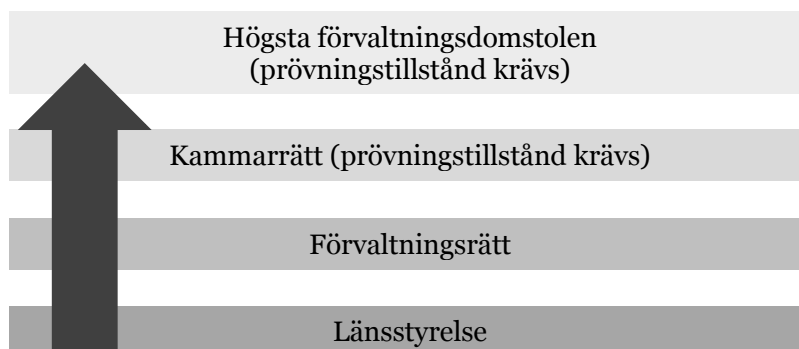 Högsta förvaltningsdomstolen
(prövningstillstånd krävs)
Kammarrätt (prövningstillstånd krävs)
Förvaltningsrätt
Länsstyrelse